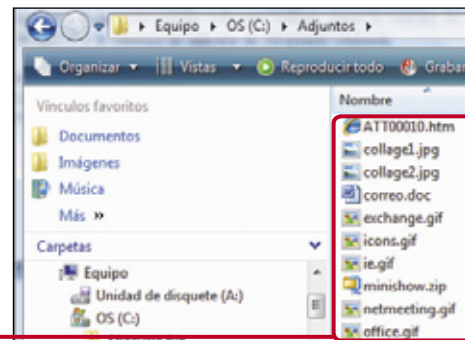 Equipo ▸ OS (C:) ▸ Adjuntos ▸
Organizar Vistas Reproducir todo Grabar
Vínculos favoritos
Documentos
Imágenes
Música
Más »
Carpetas
Equipo
Unidad de disquete (A:)
OS (C:)
Nombre
ATT00010.htm
collage1.jpg
collage2.jpg
correo.doc
exchange.gif
icons.gif
ie.gif
minishow.zip
netmeeting.gif
office.gif